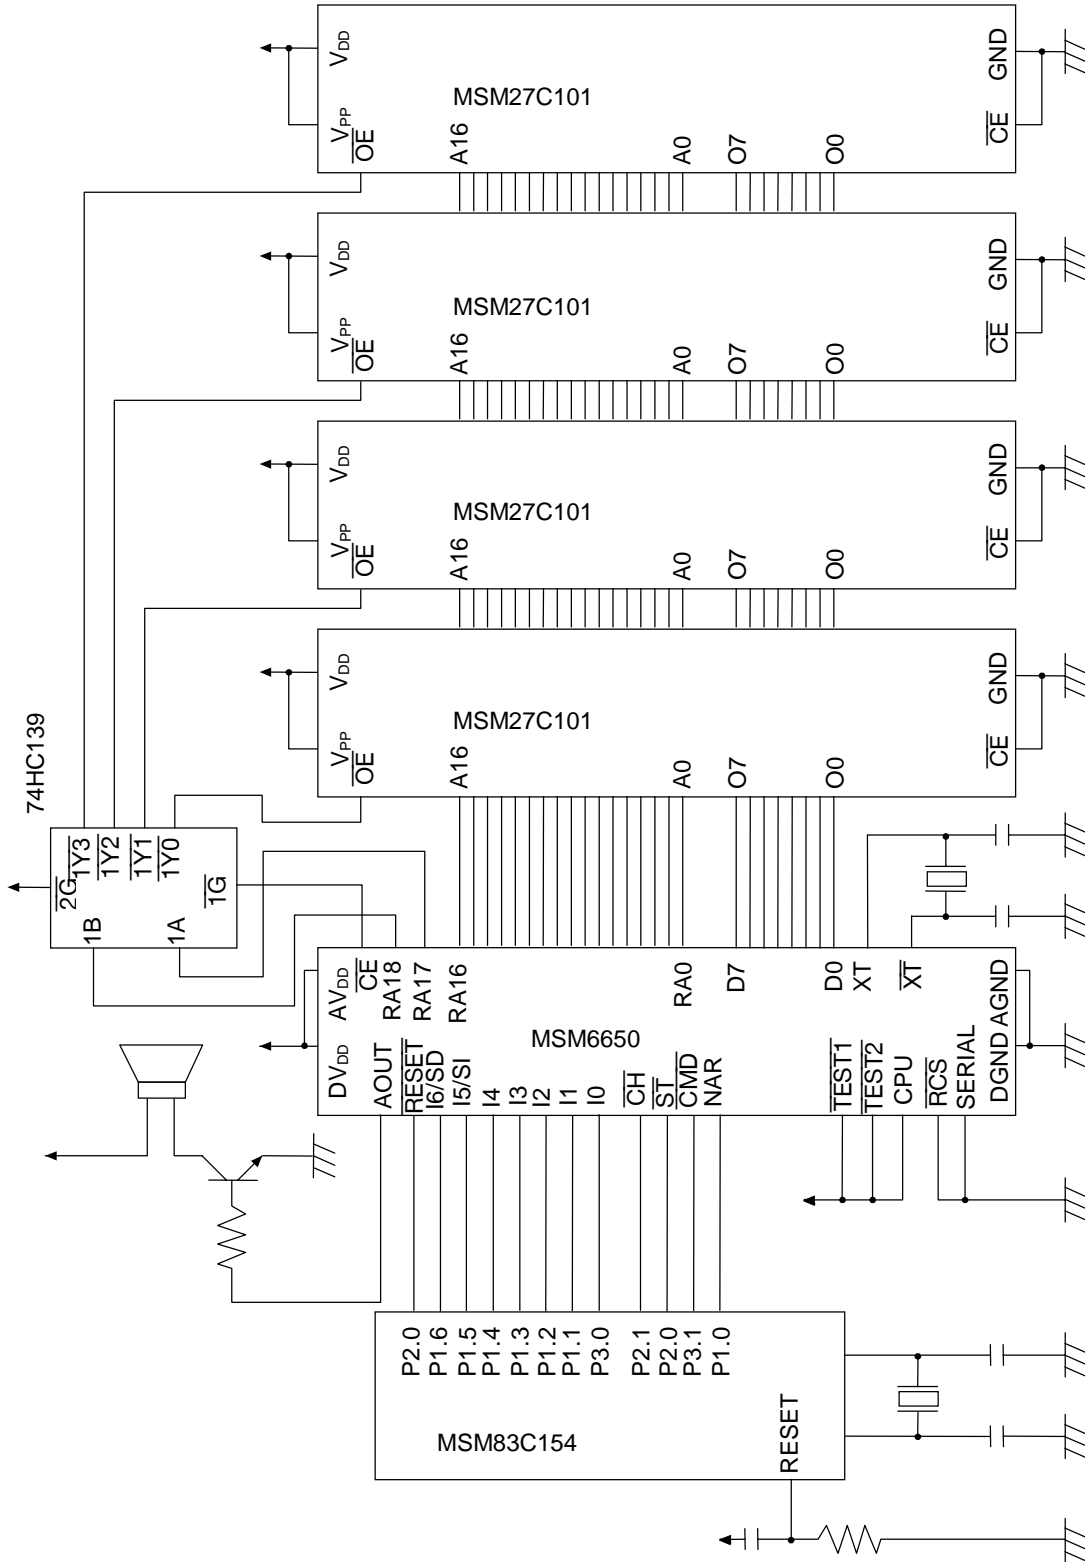 74HC139
2G
1Y3
1Y2
1Y1
1Y0
1B
1A
1G
VDD
VPP
OE
MSM27C101
A16
A0
O7
O0
GND
CE
VDD
VPP
OE
MSM27C101
A16
A0
O7
O0
GND
CE
VDD
VPP
OE
MSM27C101
A16
A0
O7
O0
GND
CE
VDD
VPP
OE
MSM27C101
A16
A0
O7
O0
GND
CE
DVDD AVDD
CE
RA18
RA17
RA16
RA0
D7
D0
XT
XT
MSM6650
AOUT
RESET
I6/SD
I5/SI
I4
I3
I2
I1
I0
CH
ST
CMD
NAR
TEST1
TEST2
CPU
RCS
SERIAL
DGND AGND
P2.0
P1.6
P1.5
P1.4
P1.3
P1.2
P1.1
P3.0
P2.1
P2.0
P3.1
P1.0
MSM83C154
RESET